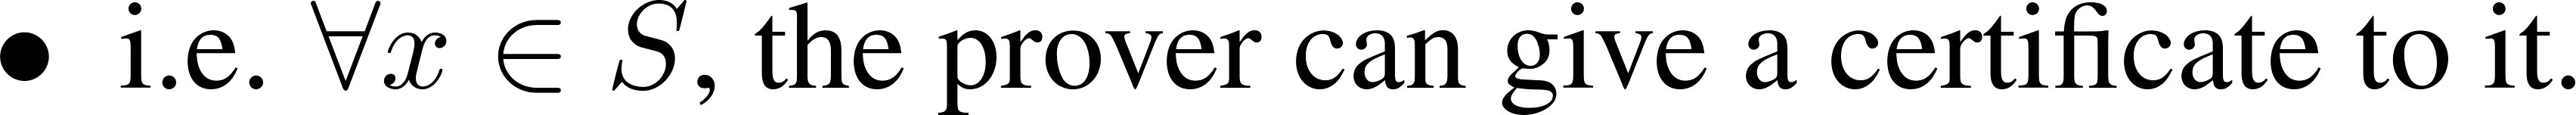 • i.e. ∀x ∈ S, the prover can give a certificate to it.